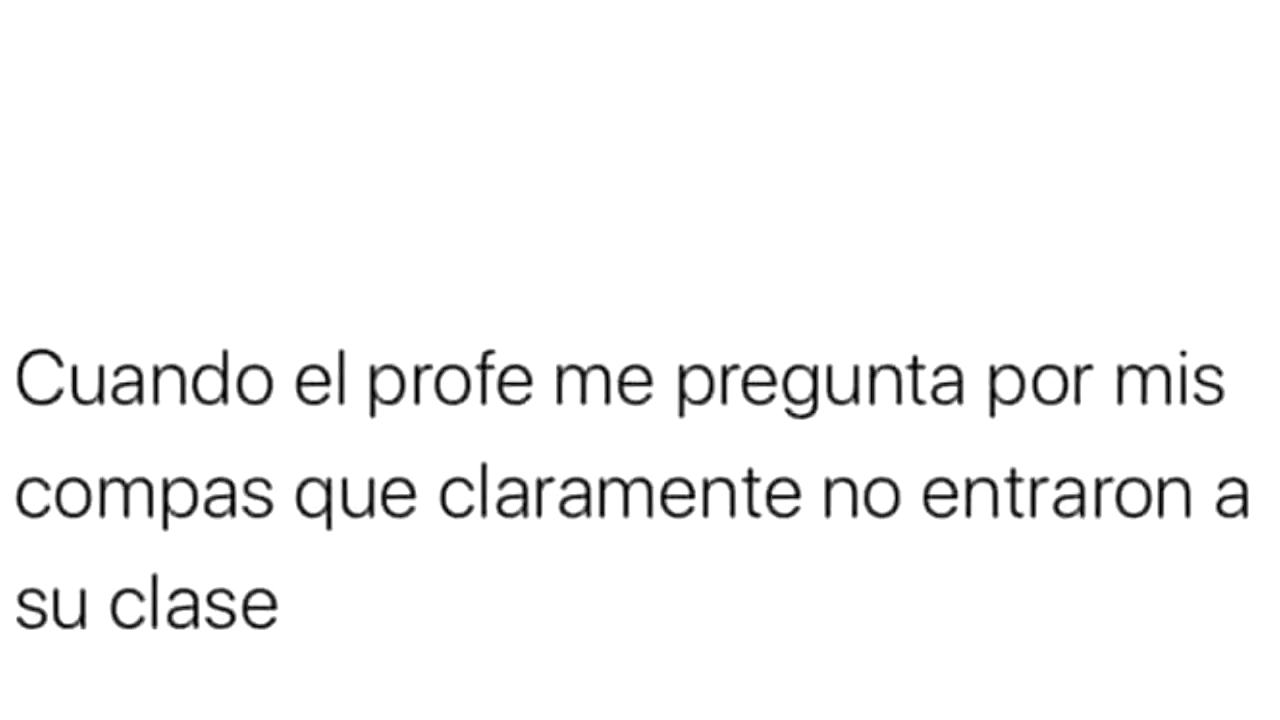 Cuando el profe me pregunta por mis
compas que claramente no entraron a
su clase